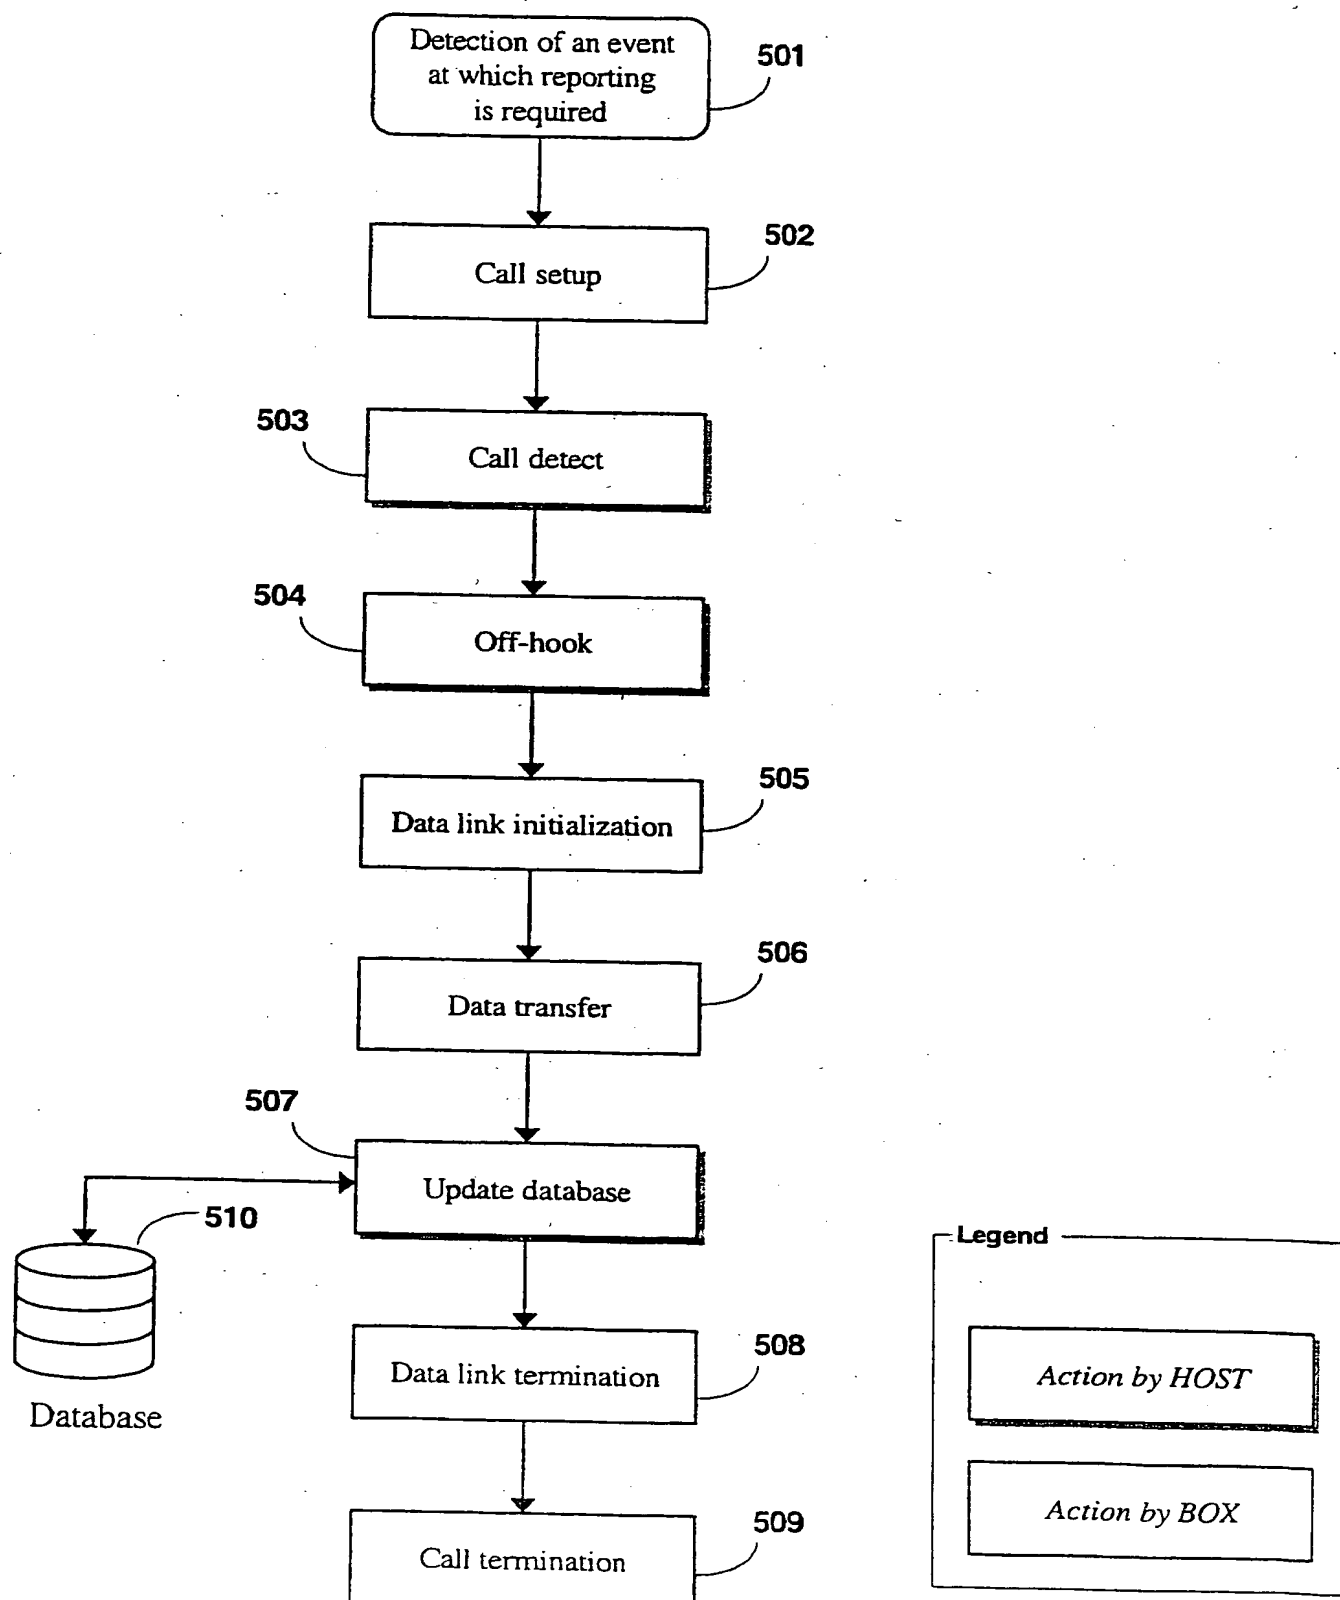 Detection of an event
at which reporting
is required
501
Call setup
502
503
Call detect
504
Off-hook
505
Data link initialization
506
Data transfer
507
Update database
510
Database
508
Data link termination
509
Call termination
Legend
Action by HOST
Action by BOX